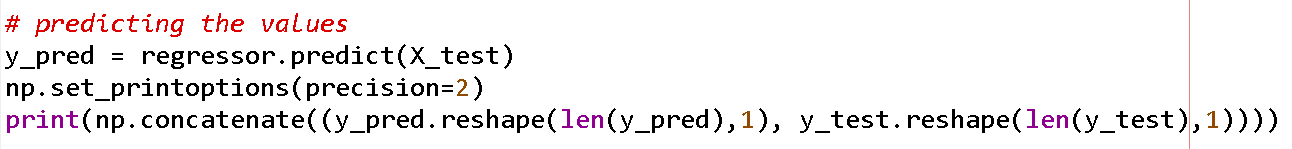 # predicting the values
y_pred = regressor.predict(X_test)
np.set_printoptions(precision=2)
print(np.concatenate((y_pred.reshape(len(y_pred),1), y_test.reshape(len(y_test),1))))